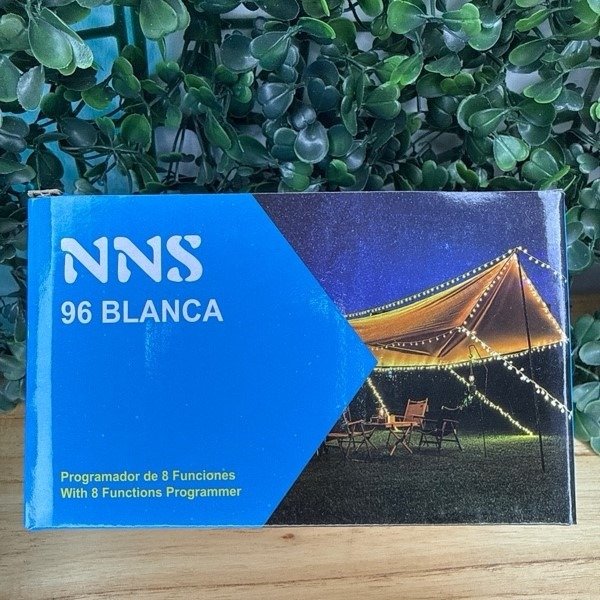 NNS
96 BLANCA
Programador de 8 Funciones
With 8 Functions Programmer